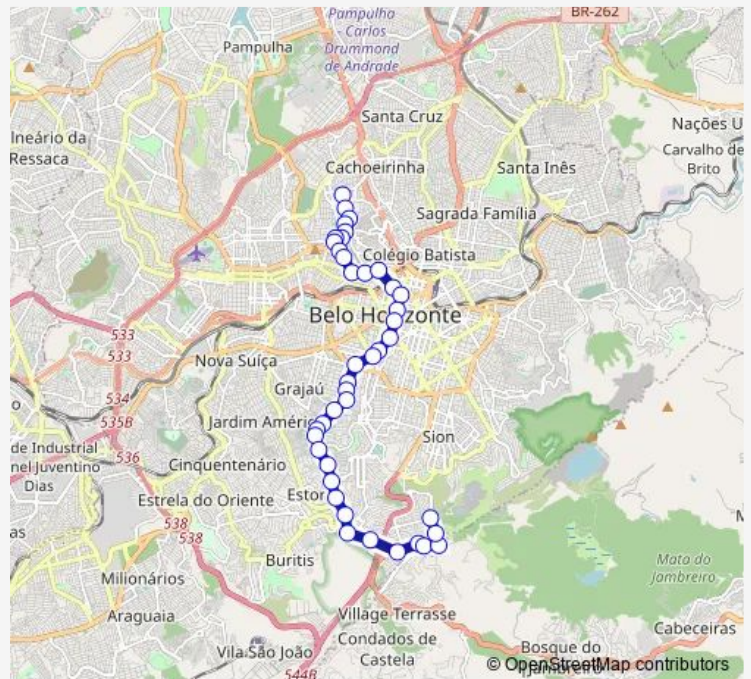 Pampulha
- Carlos
Drummond
de Andrade
BR-262
Pampulha
Santa Cruz
Nações U
lneário da
Ressaca
Cachoeirinha
Santa Inês
Carvalho de
Brito
Sagrada Família
Colégio Batista
Belo Horizonte
533
533
Nova Suíça
534
Grajaú
535B
Jardim Améri
Sion
536
de Industrial
nel Juventino
Dias
Cinquentenário
Estor
Estrela do Oriente
as
538
538
Buritis
Mata do
Jambreiro
Milionários
Araguaia
Village Terrasse
Cabeceiras
Vila São João
Condados de
Castela
Bosque do
Jambreiro
544B
© OpenStreetMap contributors